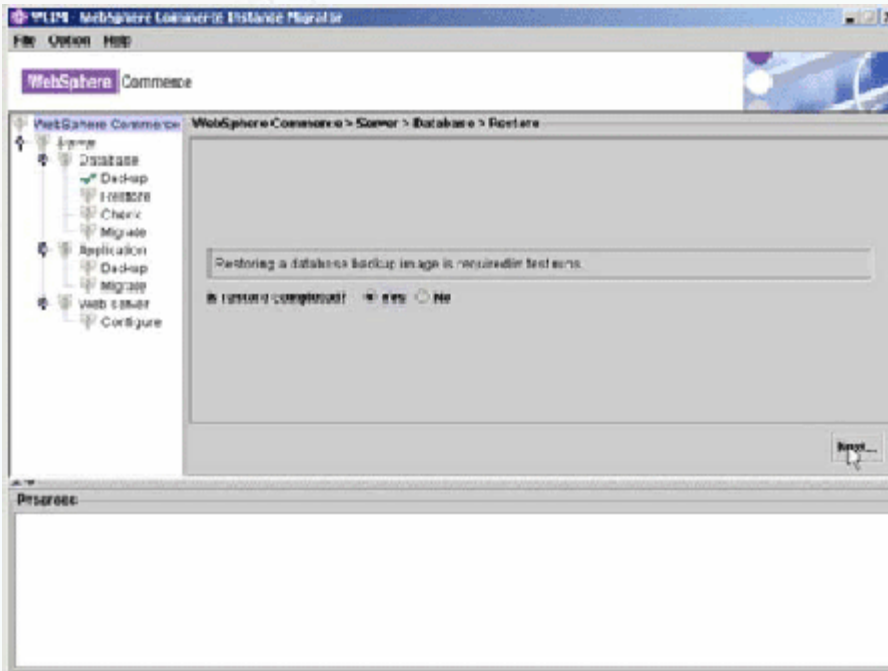 WCIM - WebSphere Commerce Instance Migrator
File Option Help
WebSphere Commerce
WebSphere Commerce
WebSphere Commerce > Server > Database > Restore
Database
Backup
Restore
Check
Migrate
Application
Backup
Migrate
Web server
Configure
Restoring a database backup image is required in test runs.
Is restore completed? Yes No
Next...
Progress